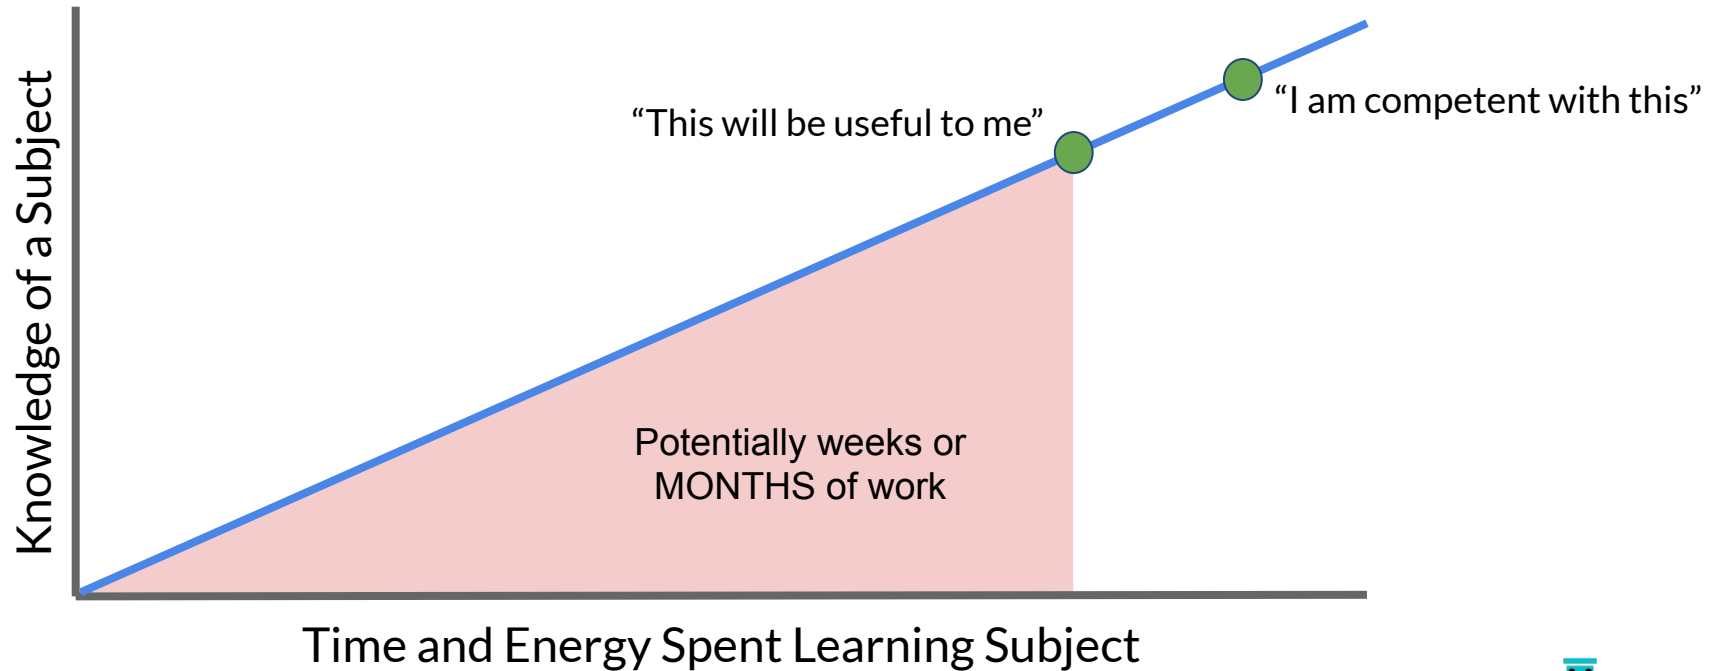 Knowledge of a Subject
“This will be useful to me”
“I am competent with this”
Potentially weeks or
MONTHS of work
Time and Energy Spent Learning Subject